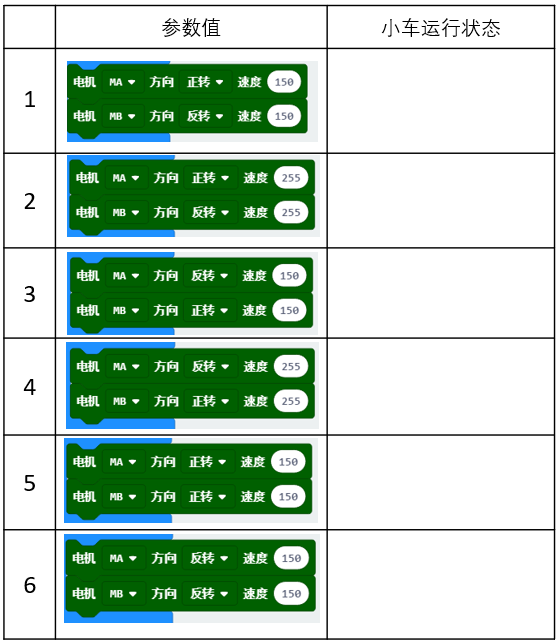 参数值 小车运行状态
1
电机 MA 方向 正转 速度 150
电机 MB 方向 反转 速度 150
2
电机 MA 方向 正转 速度 255
电机 MB 方向 反转 速度 255
3
电机 MA 方向 反转 速度 150
电机 MB 方向 正转 速度 150
4
电机 MA 方向 反转 速度 255
电机 MB 方向 正转 速度 255
5
电机 MA 方向 正转 速度 150
电机 MB 方向 正转 速度 150
6
电机 MA 方向 反转 速度 150
电机 MB 方向 反转 速度 150